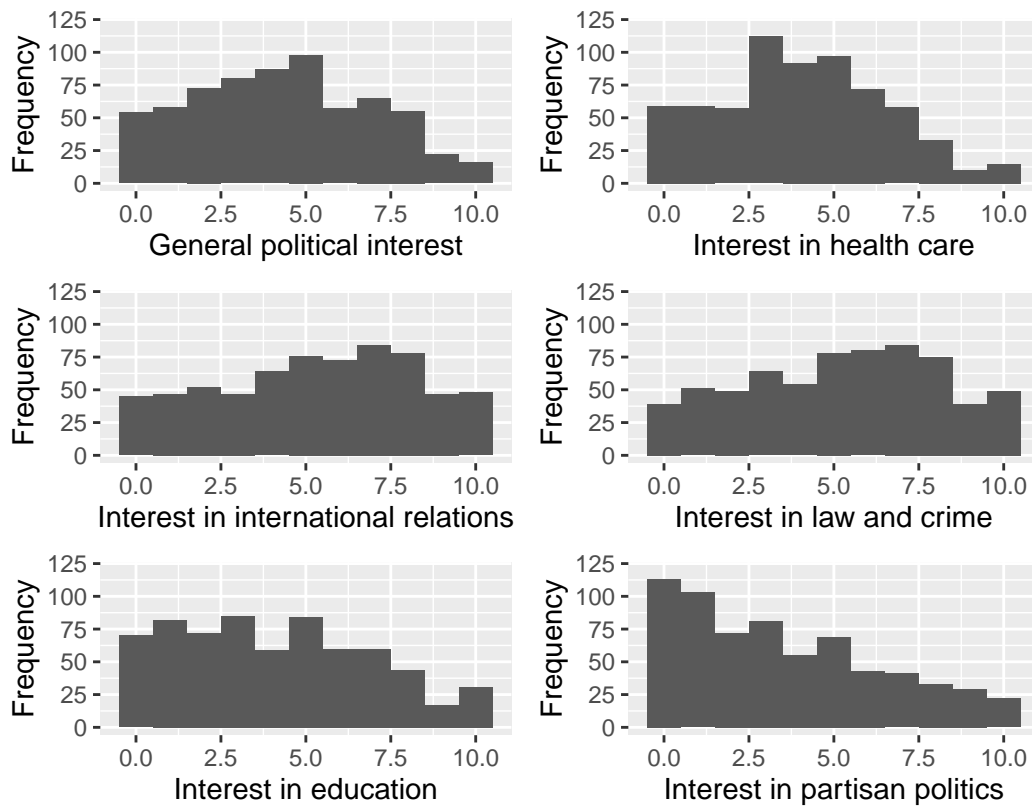 125
100
75
50
25
0
Frequency
0.0 2.5 5.0 7.5 10.0
General political interest
125
100
75
50
25
0
Frequency
0.0 2.5 5.0 7.5 10.0
Interest in health care
125
100
75
50
25
0
Frequency
0.0 2.5 5.0 7.5 10.0
Interest in international relations
125
100
75
50
25
0
Frequency
0.0 2.5 5.0 7.5 10.0
Interest in law and crime
125
100
75
50
25
0
Frequency
0.0 2.5 5.0 7.5 10.0
Interest in education
125
100
75
50
25
0
Frequency
0.0 2.5 5.0 7.5 10.0
Interest in partisan politics